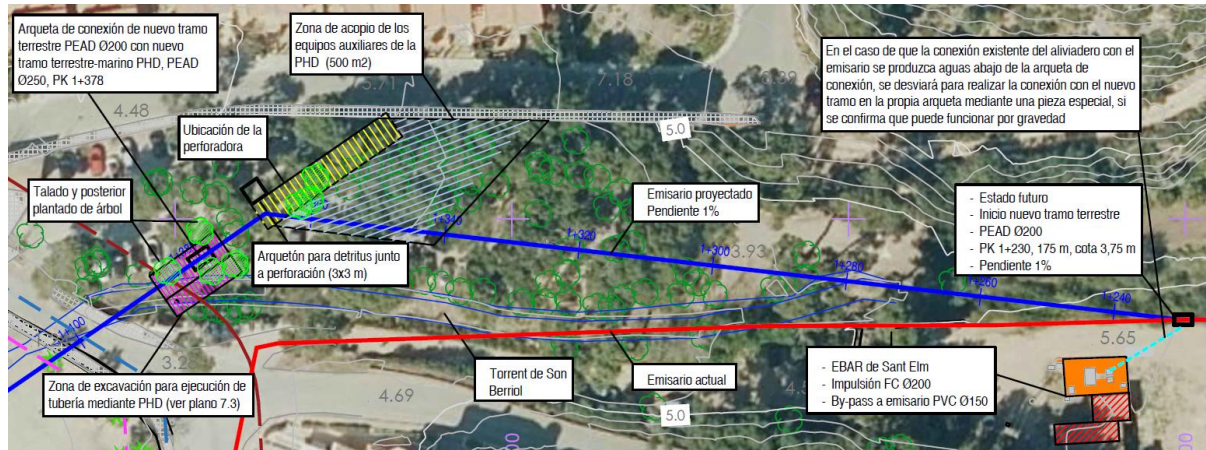 Arqueta de conexión de nuevo tramo
terrestre PEAD Ø200 con nuevo
tramo terrestre-marino PHD, PEAD
Ø250, PK 1+378
Zona de acopio de los
equipos auxiliares de la
PHD (500 m2)
En el caso de que la conexión existente del aliviadero con el
emisario se produzca aguas abajo de la arqueta de
conexión, se desviará para realizar la conexión con el nuevo
tramo en la propia arqueta mediante una pieza especial, si
se confirma que puede funcionar por gravedad
7.18
4.48
5.0
Ubicación de la
perforadora
Talado y posterior
plantado de árbol
Emisario proyectado
Pendiente 1%
- Estado futuro
- Inicio nuevo tramo terrestre
- PEAD Ø200
- PK 1+230, 175 m, cota 3,75 m
- Pendiente 1%
1+340
1+320
1+300
3.93
1+280
1+260
1+240
Arquetón para detritus junto
a perforación (3x3 m)
5.65
Zona de excavación para ejecución de
tubería mediante PHD (ver plano 7.3)
4.69
Torrent de Son
Berriol
Emisario actual
5.0
- EBAR de Sant Elm
- Impulsión FC Ø200
- By-pass a emisario PVC Ø150